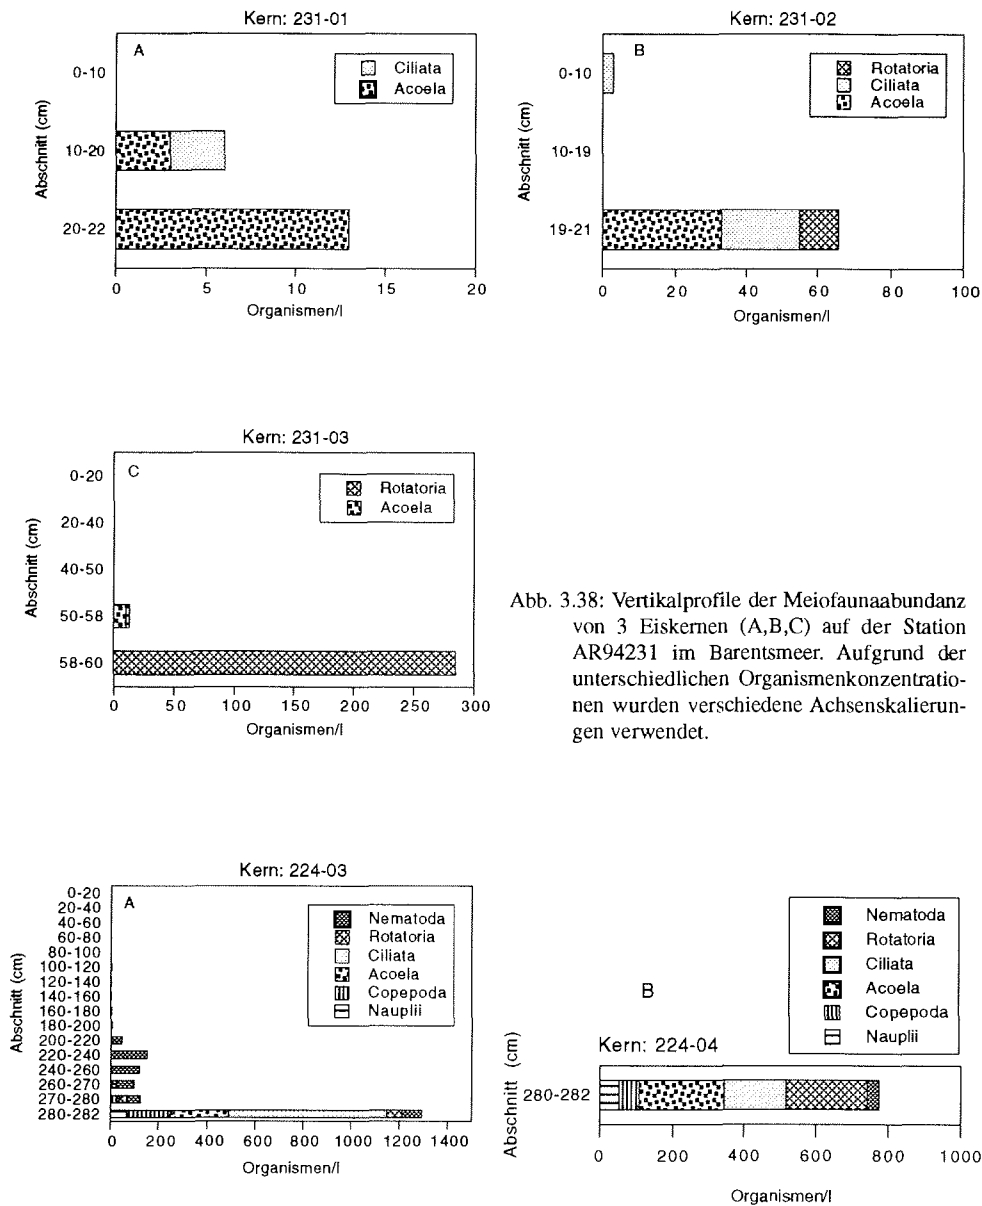 Kern: 231-01
A
Ciliata
Acoela
Abschnitt (cm)
0-10
10-20
20-22
0 5 10 15 20
Organismen/l
Kern: 231-02
B
Rotatoria
Ciliata
Acoela
Abschnitt (cm)
0-10
10-19
19-21
0 20 40 60 80 100
Organismen/l
Kern: 231-03
C
Rotatoria
Acoela
Abschnitt (cm)
0-20
20-40
40-50
50-58
58-60
0 50 100 150 200 250 300
Organismen/l
Abb. 3.38: Vertikalprofile der Meiofaunaabundanz
von 3 Eiskernen (A,B,C) auf der Station
AR94231 im Barentsmeer. Aufgrund der
unterschiedlichen Organismenkonzentratio-
nen wurden verschiedene Achsenskalierun-
gen verwendet.
Kern: 224-03
A
Nematoda
Rotatoria
Ciliata
Acoela
Copepoda
Nauplii
Abschnitt (cm)
0-20
20-40
40-60
60-80
80-100
100-120
120-140
140-160
160-180
180-200
200-220
220-240
240-260
260-270
270-280
280-282
0 200 400 600 800 1000 1200 1400
Organismen/l
Nematoda
Rotatoria
Ciliata
Acoela
Copepoda
Nauplii
B
Kern: 224-04
Abschnitt (cm)
280-282
0 200 400 600 800 1000
Organismen/l